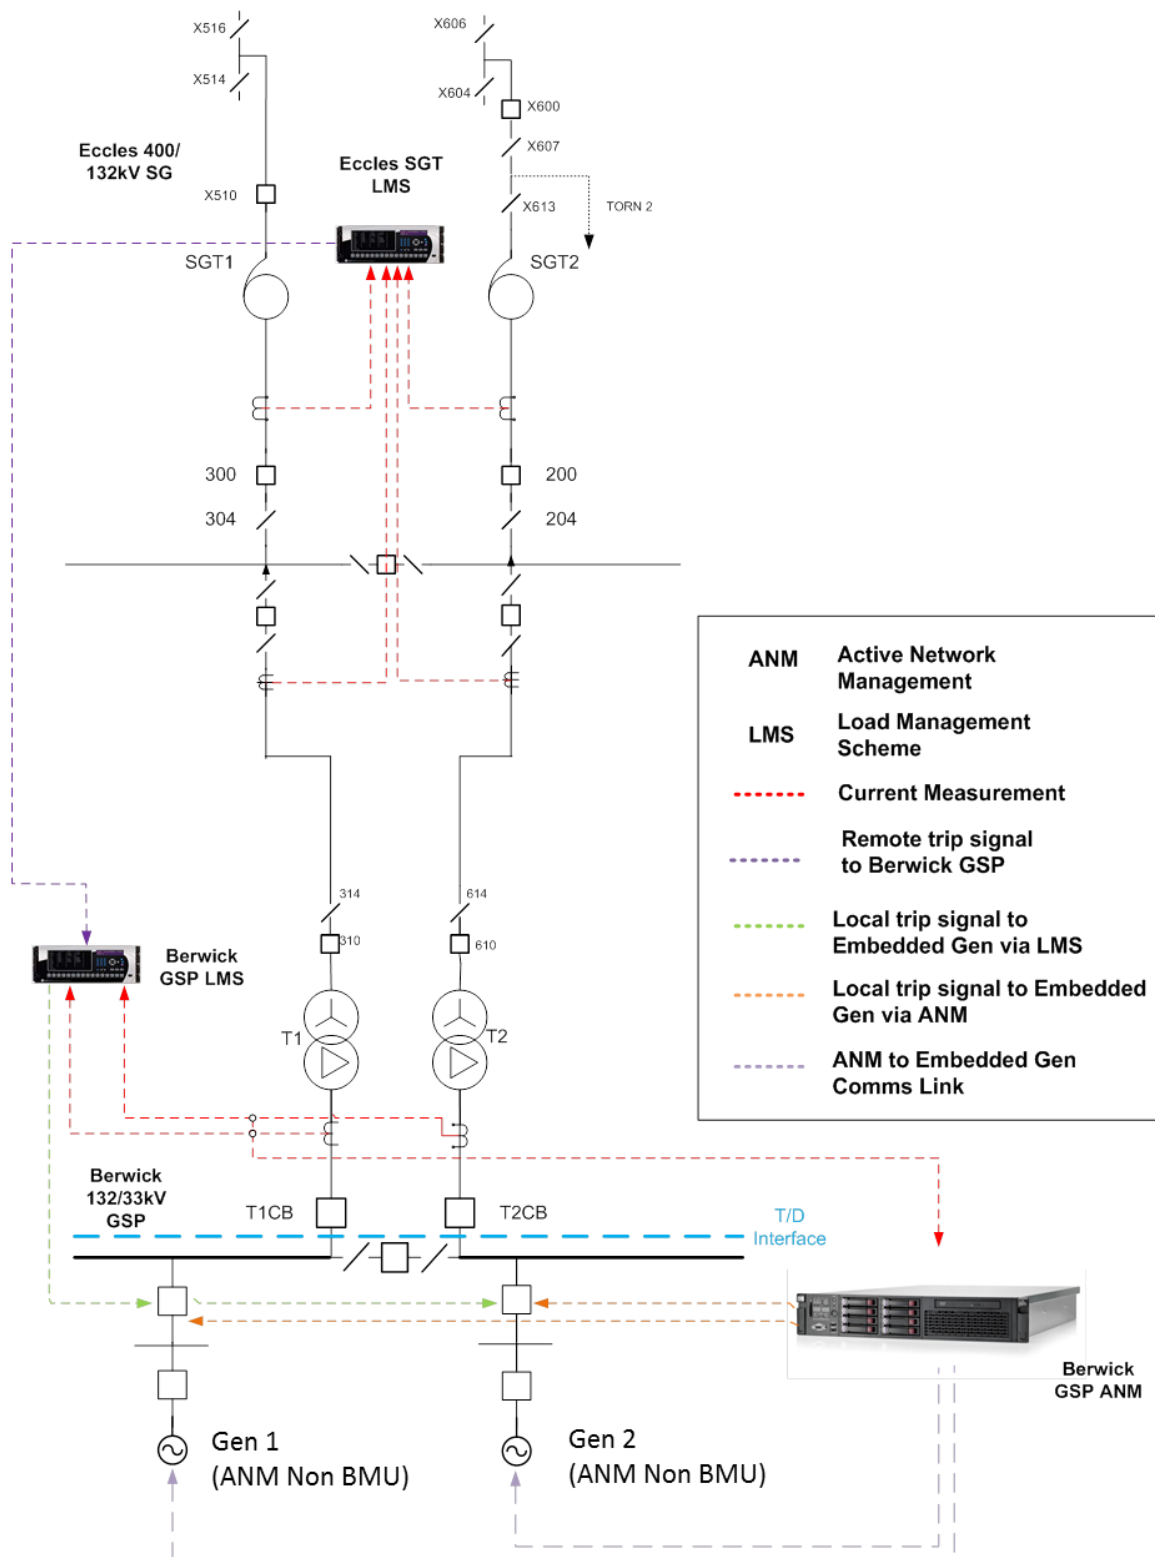 X516
X606
X514
X604
X600
Eccles 400/
132kV SG
Eccles SGT
LMS
X607
X510
X613
TORN 2
SGT1
SGT2
300
200
304
204
ANM
Active Network
Management
LMS
Load Management
Scheme
Current Measurement
Remote trip signal
to Berwick GSP
Local trip signal to
Embedded Gen via LMS
Local trip signal to Embedded
Gen via ANM
ANM to Embedded Gen
Comms Link
314
614
310
610
Berwick
GSP LMS
T1
T2
Berwick
132/33kV
GSP
T1CB
T2CB
T/D
Interface
Berwick
GSP ANM
Gen 1
(ANM Non BMU)
Gen 2
(ANM Non BMU)